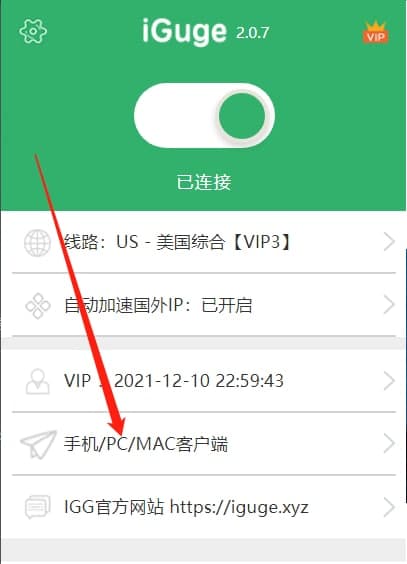 iGuge 2.0.7
VIP
已连接
线路：US - 美国综合【VIP3】
自动加速国外IP：已开启
VIP：2021-12-10 22:59:43
手机/PC/MAC客户端
IGG官方网站 https://iguge.xyz